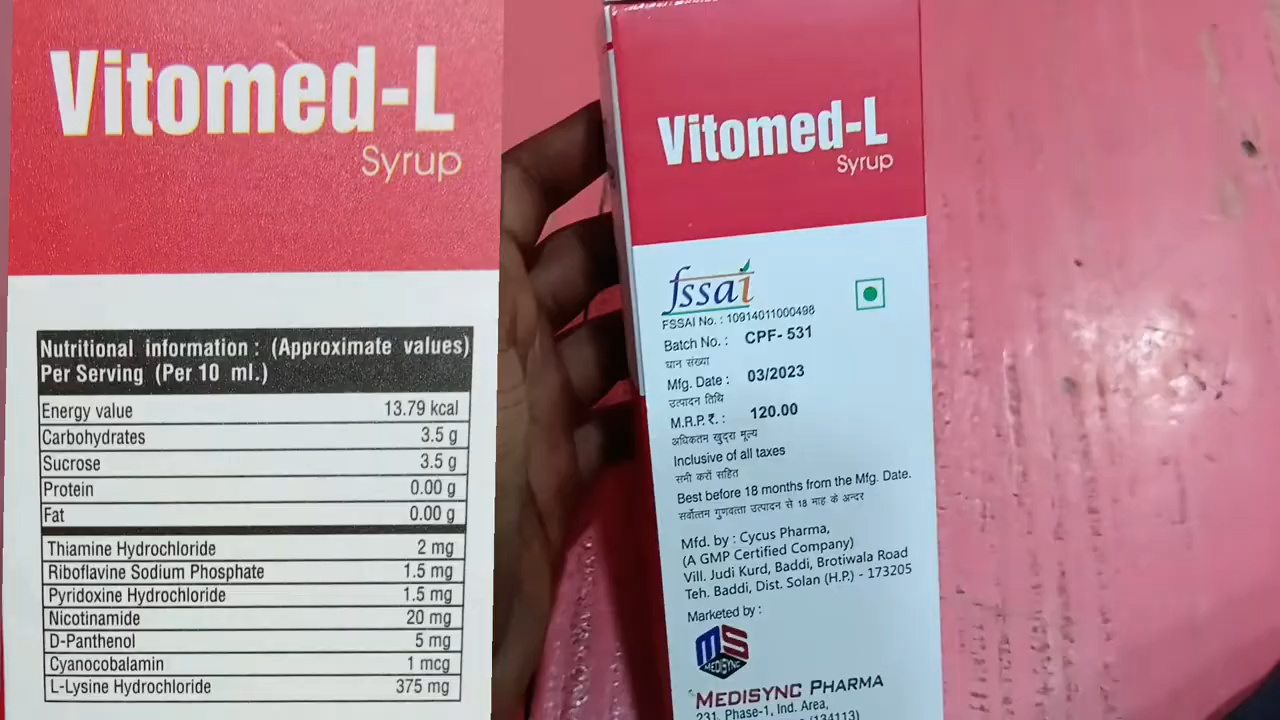 Vitomed-L
Syrup
Nutritional information : (Approximate values)
Per Serving (Per 10 ml.)
Energy value 13.79 kcal
Carbohydrates 3.5 g
Sucrose 3.5 g
Protein 0.00 g
Fat 0.00 g
Thiamine Hydrochloride 2 mg
Riboflavine Sodium Phosphate 1.5 mg
Pyridoxine Hydrochloride 1.5 mg
Nicotinamide 20 mg
D-Panthenol 5 mg
Cyanocobalamin 1 mcg
L-Lysine Hydrochloride 375 mg
Vitomed-L
Syrup
fssai
FSSAI No. : 10914011000498
Batch No. : CPF- 531
घान संख्या
Mfg. Date : 03/2023
उत्पादन तिथि
M.R.P. ₹. : 120.00
अधिकतम खुदरा मूल्य
Inclusive of all taxes
सभी करों सहित
Best before 18 months from the Mfg. Date.
सर्वोत्तम गुणवत्ता उत्पादन से 18 माह के अन्दर
Mfd. by : Cycus Pharma,
(A GMP Certified Company)
Vill. Judi Kurd, Baddi, Brotiwala Road
Teh. Baddi, Dist. Solan (H.P.) - 173205
Marketed by :
MS
MEDISYNC
MEDISYNC PHARMA
231, Phase-1, Ind. Area,
(134113)